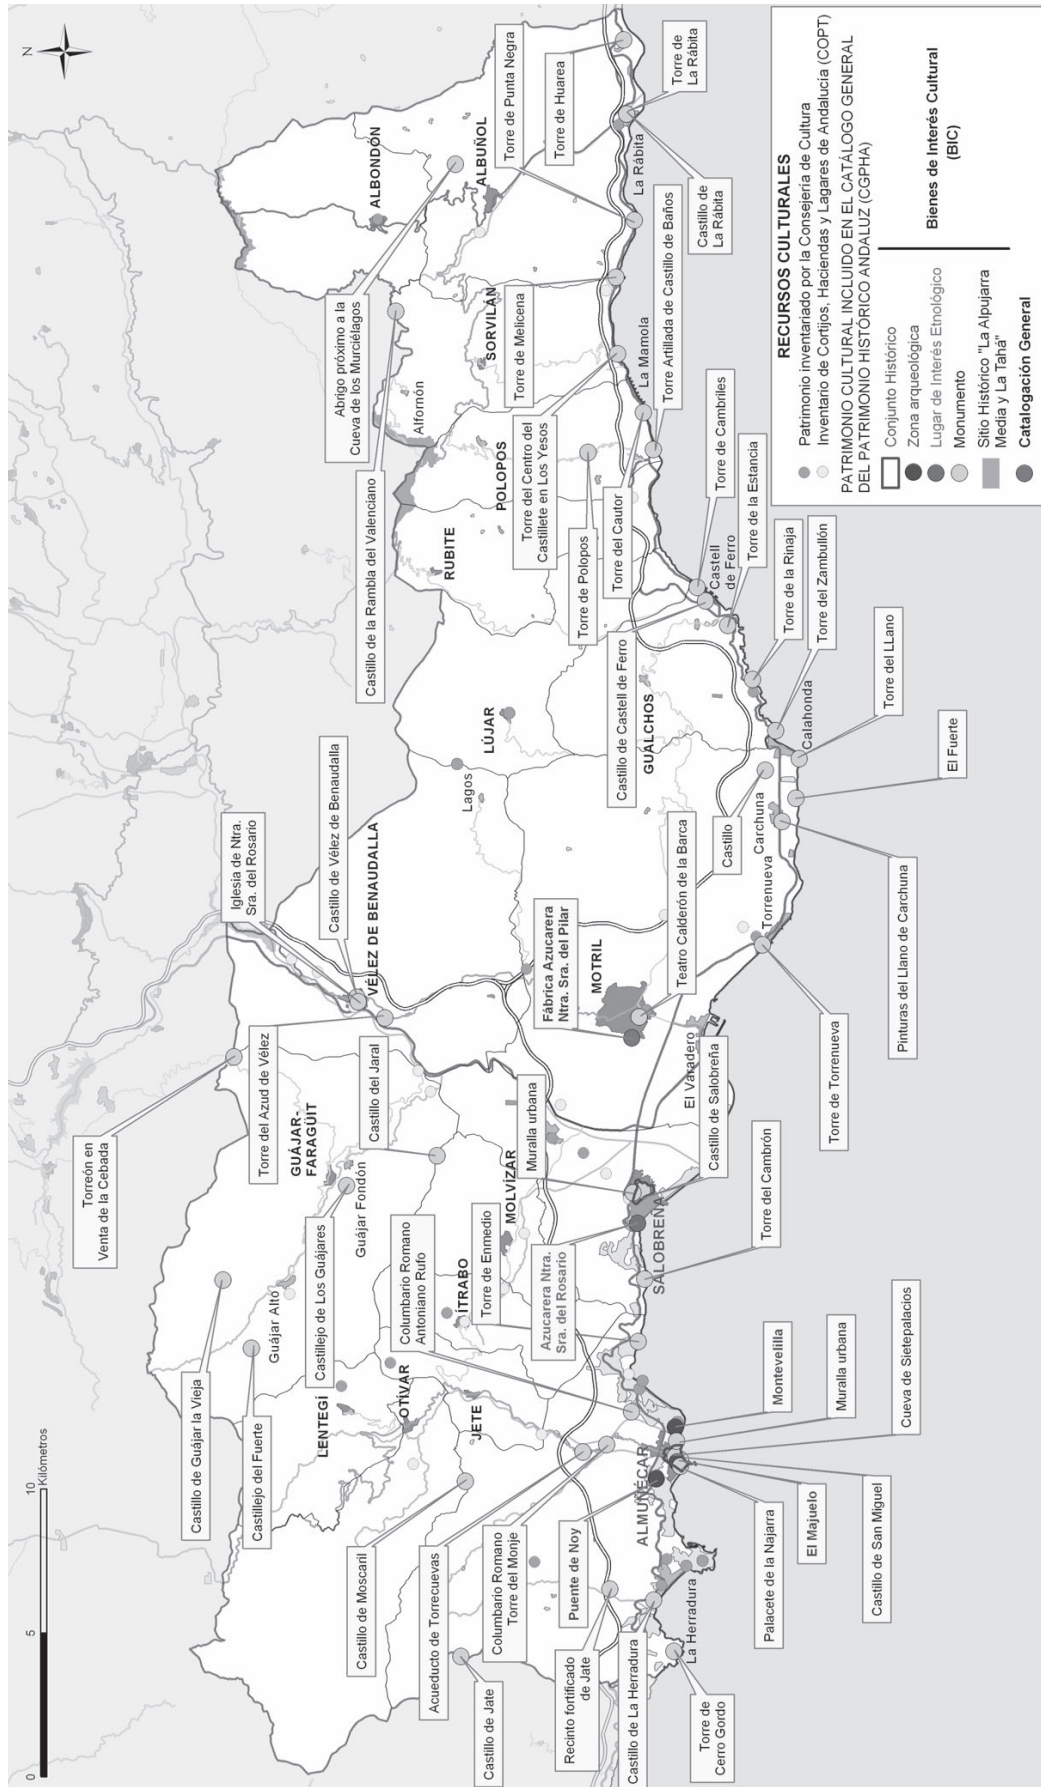 N
0
5
10
Kilómetros
Castillo de Guájar la Vieja
Castillejo del Fuerte
Torreón en
Venta de la Cebada
Iglesia de Ntra.
Sra. del Rosario
Castillo de Vélez de Benaudalla
Torre del Azud de Vélez
Castillo del Jaral
Castillejo de Los Guájares
Columbario Romano
Antoniano Rufo
Torre de Enmedio
Castillo de Moscaril
Acueducto de Torrecuevas
Columbario Romano
Torre del Monje
Castillo de Jate
Recinto fortificado
de Jate
Puente de Noy
Castillo de La Herradura
Torre de
Cerro Gordo
Palacete de la Najarra
El Majuelo
Castillo de San Miguel
Cueva de Sietepalacios
Muralla urbana
Montevelilla
Azucarera Ntra.
Sra. del Rosario
Muralla urbana
Castillo de Salobreña
Torre del Cambrón
Fábrica Azucarera
Ntra. Sra. del Pilar
Teatro Calderón de la Barca
Torre de Torrenueva
Pinturas del Llano de Carchuna
El Fuerte
Castillo
Torre del Llano
Torre del Zambullón
Torre de la Rinaja
Torre de la Estancia
Torre de Cambriles
Castillo de Castell de Ferro
Torre de Polopos
Torre del Cautor
Torre Artillada de Castillo de Baños
Torre del Centro del
Castillete en Los Yesos
Torre de Melicena
Castillo de la Rambla del Valenciano
Abrigo próximo a la
Cueva de los Murciélagos
Torre de Punta Negra
Torre de Huarea
Torre de
La Rábita
Castillo de
La Rábita
GUÁJAR-
FARAGÜIT
Guájar Fondón
Guájar Alto
LENTEGÍ
OTÍVAR
JETE
ÍTRABO
MOLVÍZAR
ALMUÑÉCAR
La Herradura
SALOBREÑA
VÉLEZ DE BENAUDALLA
MOTRIL
El Varadero
Torrenueva
Carchuna
Calahonda
Lagos
LÚJAR
GUALCHOS
Castell
de Ferro
RUBITE
POLOPOS
Alfornón
SORVILÁN
La Mamola
ALBONDÓN
ALBUÑOL
La Rábita
RECURSOS CULTURALES
Patrimonio inventariado por la Consejería de Cultura
Inventario de Cortijos, Haciendas y Lagares de Andalucía (COPT)
PATRIMONIO CULTURAL INCLUIDO EN EL CATÁLOGO GENERAL
DEL PATRIMONIO HISTÓRICO ANDALUZ (CGPHA)
Conjunto Histórico
Zona arqueológica
Lugar de Interés Etnológico
Monumento
Sitio Histórico "La Alpujarra
Media y La Tahá"
Catalogación General
Bienes de Interés Cultural
(BIC)